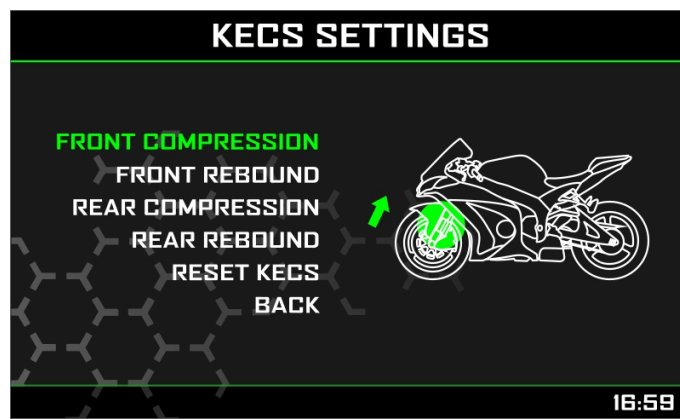 KECS SETTINGS
FRONT COMPRESSION
FRONT REBOUND
REAR COMPRESSION
REAR REBOUND
RESET KECS
BACK
16:59